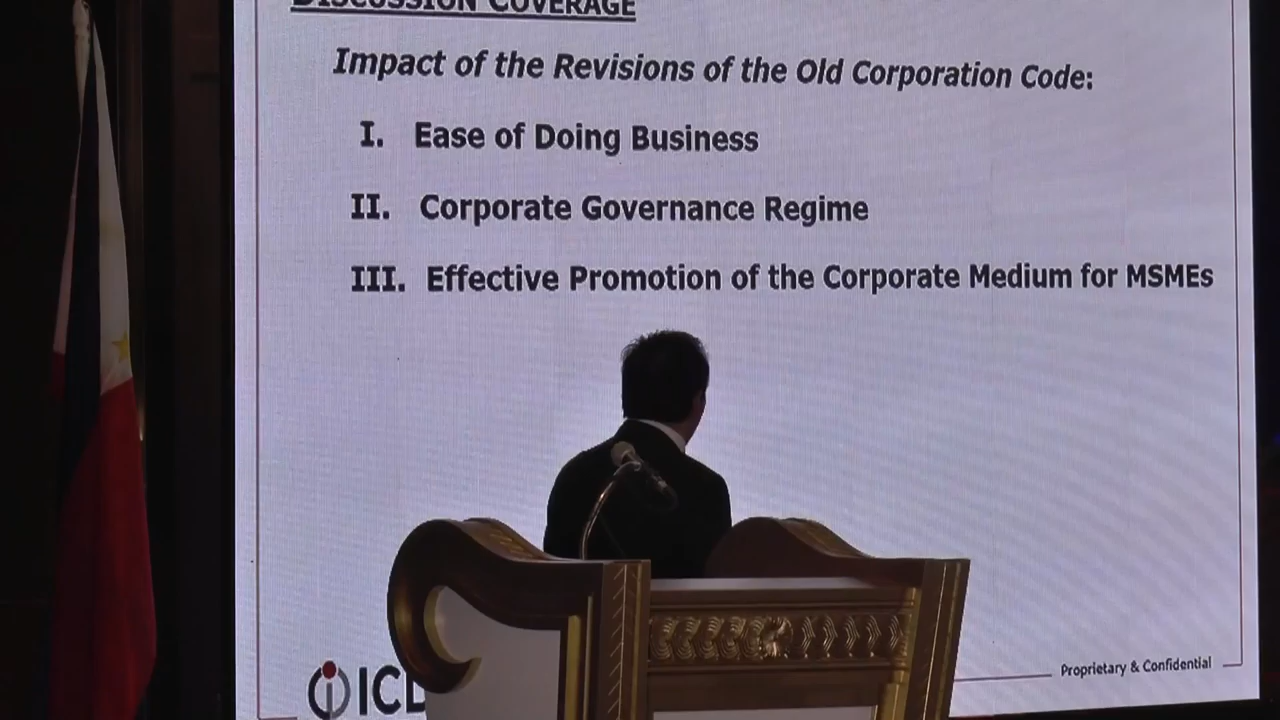 DISCUSSION COVERAGE
Impact of the Revisions of the Old Corporation Code:
I. Ease of Doing Business
II. Corporate Governance Regime
III. Effective Promotion of the Corporate Medium for MSMEs
Proprietary & Confidential
ICD